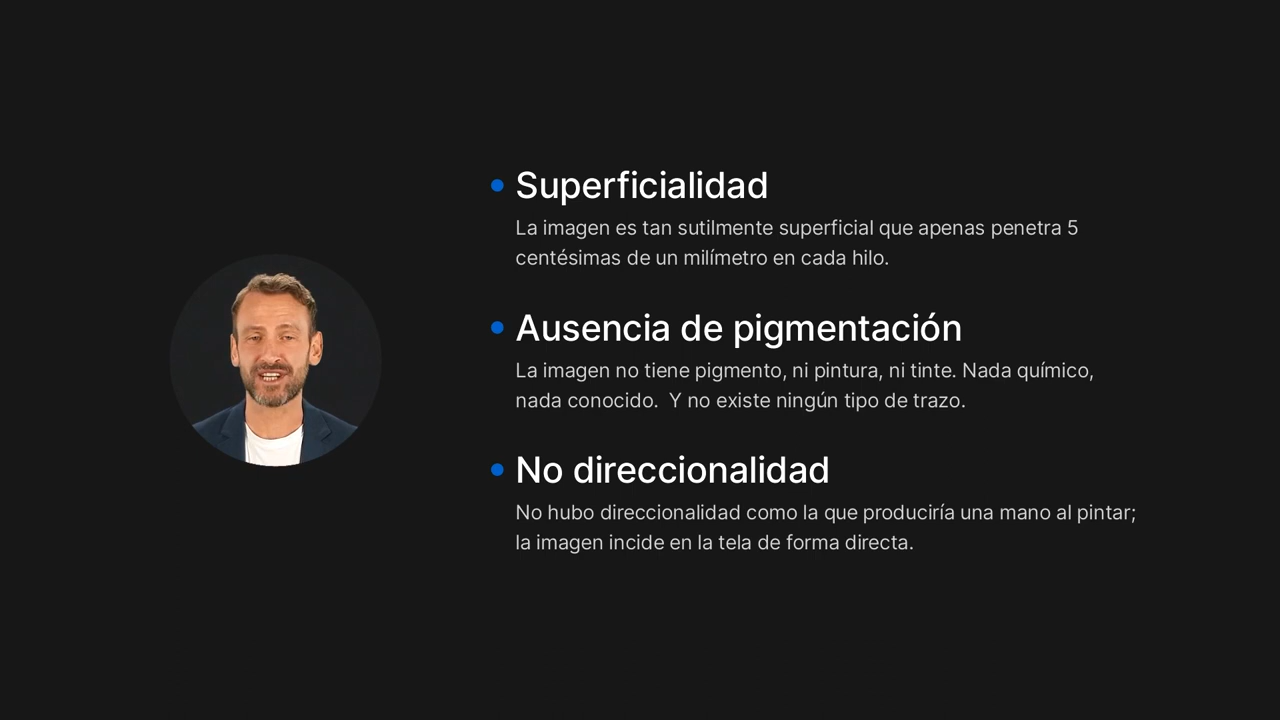 Superficialidad
La imagen es tan sutilmente superficial que apenas penetra 5
centésimas de un milímetro en cada hilo.
Ausencia de pigmentación
La imagen no tiene pigmento, ni pintura, ni tinte. Nada químico,
nada conocido.  Y no existe ningún tipo de trazo.
No direccionalidad
No hubo direccionalidad como la que produciría una mano al pintar;
la imagen incide en la tela de forma directa.